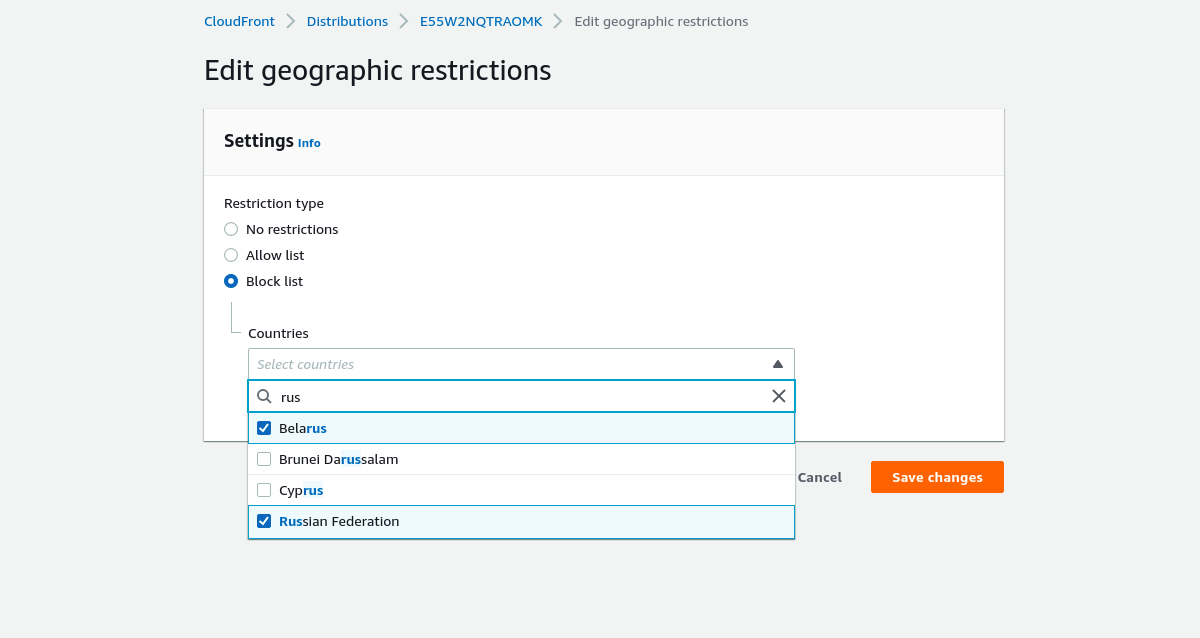 CloudFront Distributions E55W2NQTRAOMK Edit geographic restrictions
Edit geographic restrictions
Settings Info
Restriction type
No restrictions
Allow list
Block list
Countries
Select countries
rus
Belarus
Brunei Darussalam
Cyprus
Russian Federation
Cancel Save changes